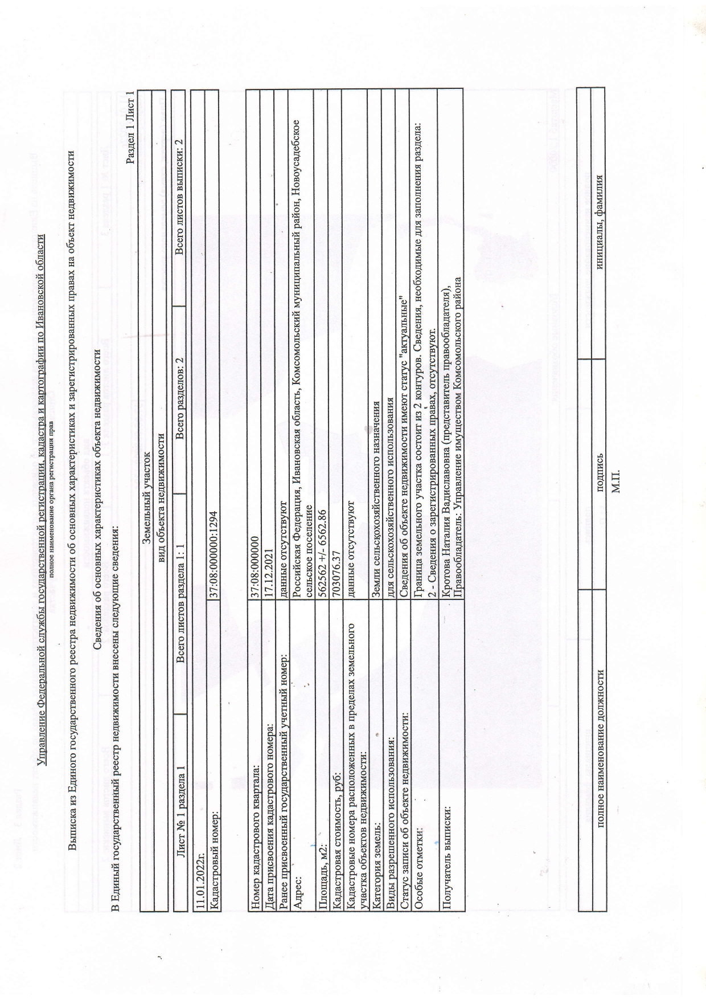 Управление Федеральной службы государственной регистрации, кадастра и картографии по Ивановской области
полное наименование органа регистрации прав
Выписка из Единого государственного реестра недвижимости об основных характеристиках и зарегистрированных правах на объект недвижимости
Сведения об основных характеристиках объекта недвижимости
В Единый государственный реестр недвижимости внесены следующие сведения:
Раздел 1 Лист 1
Земельный участок
вид объекта недвижимости
Лист № 1 раздела 1 Всего листов раздела 1: 1 Всего разделов: 2 Всего листов выписки: 2
11.01.2022г.
Кадастровый номер: 37:08:000000:1294
Номер кадастрового квартала: 37:08:000000
Дата присвоения кадастрового номера: 17.12.2021
Ранее присвоенный государственный учетный номер: данные отсутствуют
Адрес: Российская Федерация, Ивановская область, Комсомольский муниципальный район, Новоусадебское
сельское поселение
Площадь, м2: 562562 +/- 6562.86
Кадастровая стоимость, руб: 703076.37
Кадастровые номера расположенных в пределах земельного
участка объектов недвижимости: данные отсутствуют
Категория земель: Земли сельскохозяйственного назначения
Виды разрешенного использования: для сельскохозяйственного использования
Статус записи об объекте недвижимости: Сведения об объекте недвижимости имеют статус "актуальные"
Особые отметки: Граница земельного участка состоит из 2 контуров. Сведения, необходимые для заполнения раздела:
2 - Сведения о зарегистрированных правах, отсутствуют.
Получатель выписки: Кротова Наталия Вадиславовна (представитель правообладателя),
Правообладатель: Управление имуществом Комсомольского района
полное наименование должности подпись инициалы, фамилия
М.П.